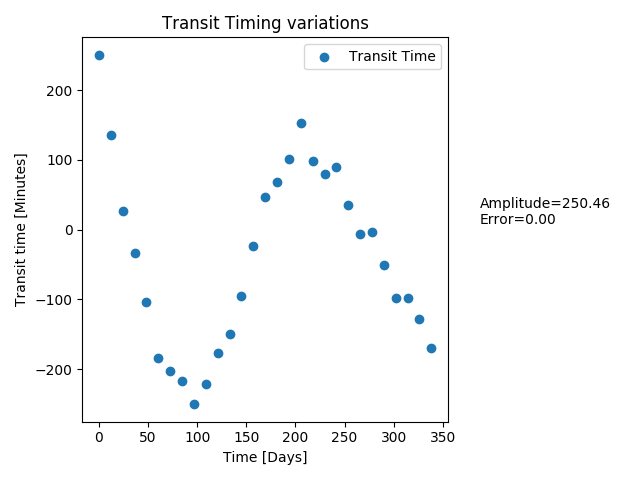 Transit Timing variations
Transit Time
200
100
0
−100
−200
Transit time [Minutes]
0 50 100 150 200 250 300 350
Time [Days]
Amplitude=250.46
Error=0.00